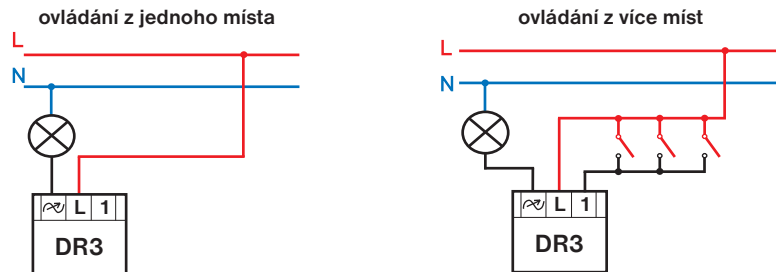 ovládání z jednoho místa
L
N
L 1
DR3
ovládání z více míst
L
N
L 1
DR3